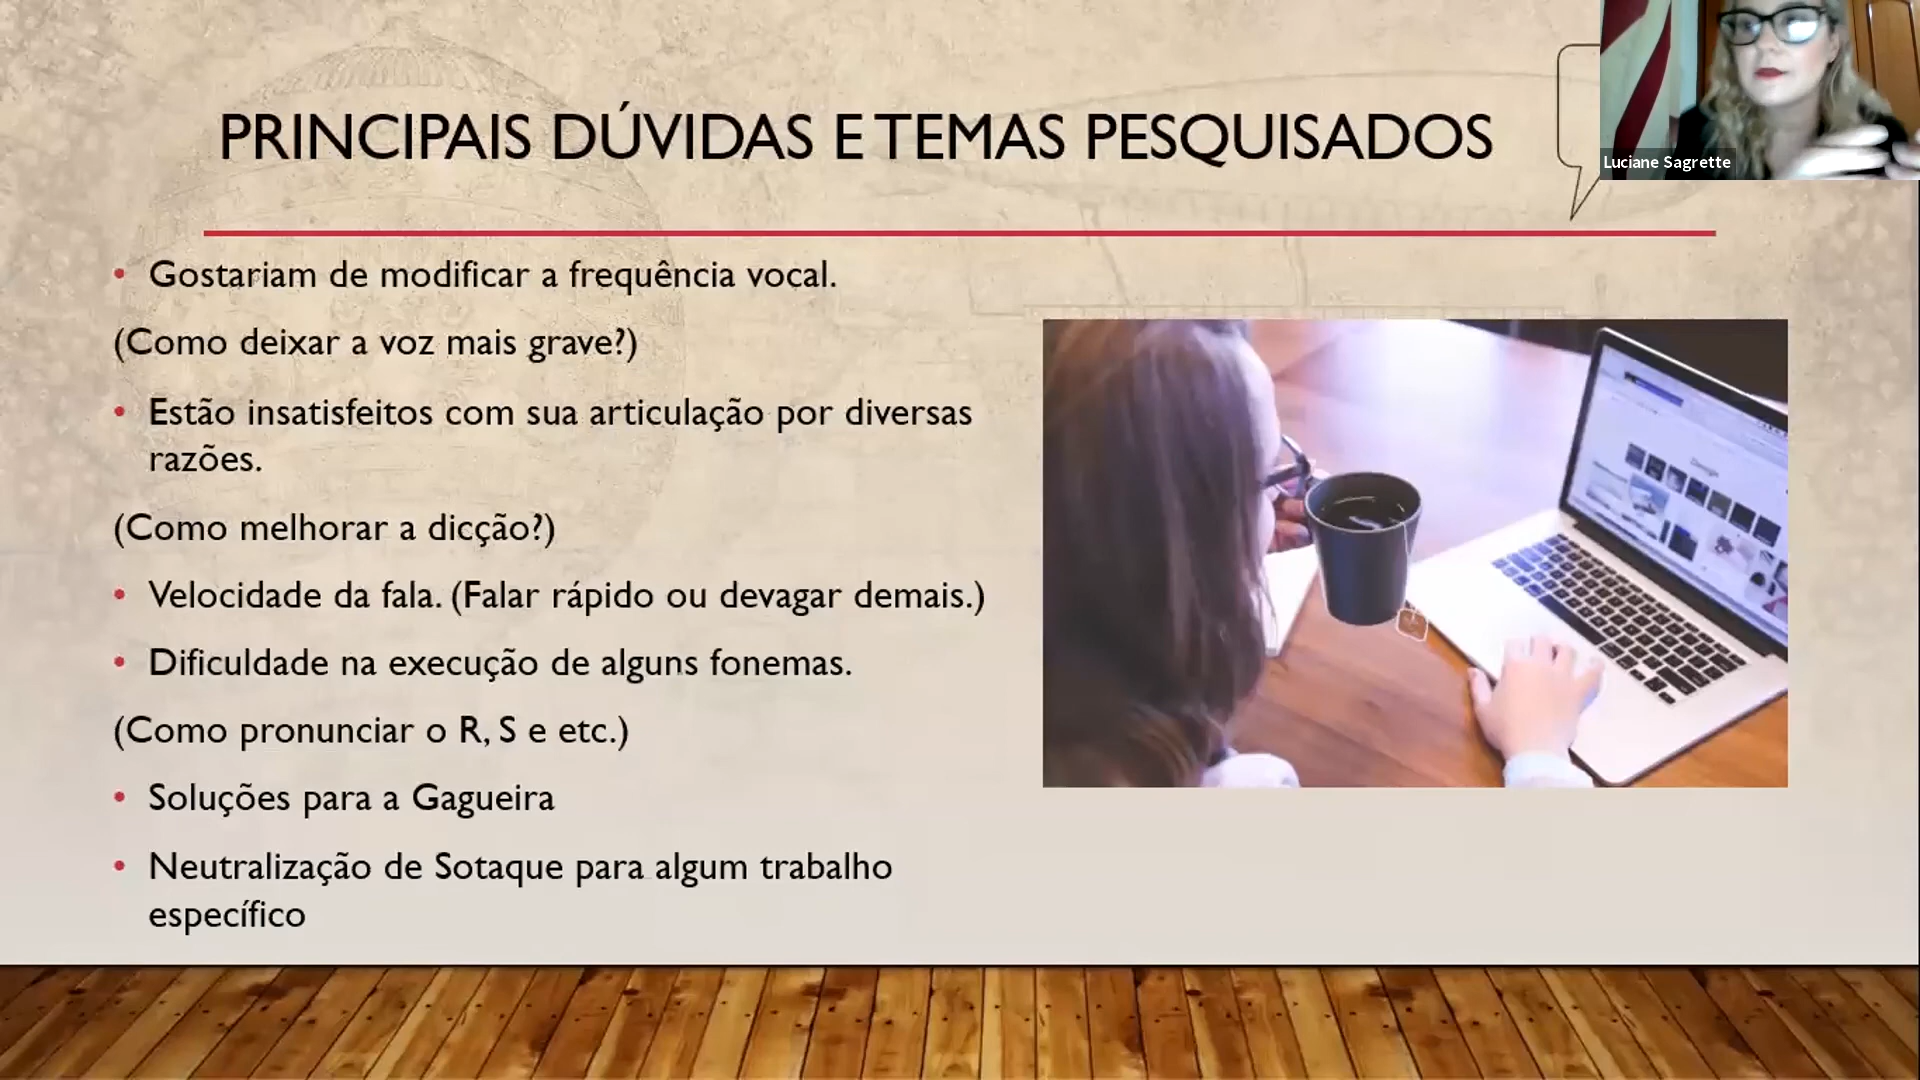 PRINCIPAIS DÚVIDAS E TEMAS PESQUISADOS
Luciane Sagrette
• Gostariam de modificar a frequência vocal.
(Como deixar a voz mais grave?)
• Estão insatisfeitos com sua articulação por diversas
razões.
(Como melhorar a dicção?)
• Velocidade da fala. (Falar rápido ou devagar demais.)
• Dificuldade na execução de alguns fonemas.
(Como pronunciar o R, S e etc.)
• Soluções para a Gagueira
• Neutralização de Sotaque para algum trabalho
específico